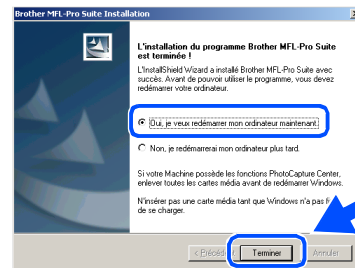 Brother MFL-Pro Suite Installation
L'installation du programme Brother MFL-Pro Suite
est terminée !
L'InstallShield Wizard a installé Brother MFL-Pro Suite avec
succès. Avant de pouvoir utiliser le programme, vous devez
redémarrer votre ordinateur.
Oui, je veux redémarrer mon ordinateur maintenant.
Non, je redémarrerai mon ordinateur plus tard.
Si votre Machine possède les fonctions PhotoCapture Center,
enlever toutes les cartes média avant de redémarrer Windows.
N'insérer pas une carte média tant que Windows n'a pas
de se charger.
< Précéd
Terminer
Annuler